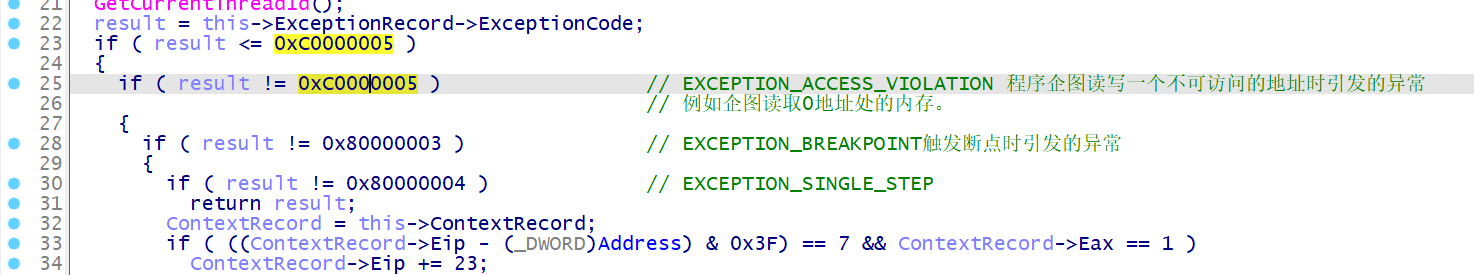 21 GetCurrentThreadId();
22 result = this->ExceptionRecord->ExceptionCode;
23 if ( result <= 0xC0000005 )
24 {
25 if ( result != 0xC0000005 ) // EXCEPTION_ACCESS_VIOLATION 程序企图读写一个不可访问的地址时引发的异常
26 // 例如企图读取0地址处的内存。
27 {
28 if ( result != 0x80000003 ) // EXCEPTION_BREAKPOINT触发断点时引发的异常
29 {
30 if ( result != 0x80000004 ) // EXCEPTION_SINGLE_STEP
31 return result;
32 ContextRecord = this->ContextRecord;
33 if ( ((ContextRecord->Eip - (_DWORD)Address) & 0x3F) == 7 && ContextRecord->Eax == 1 )
34 ContextRecord->Eip += 23;